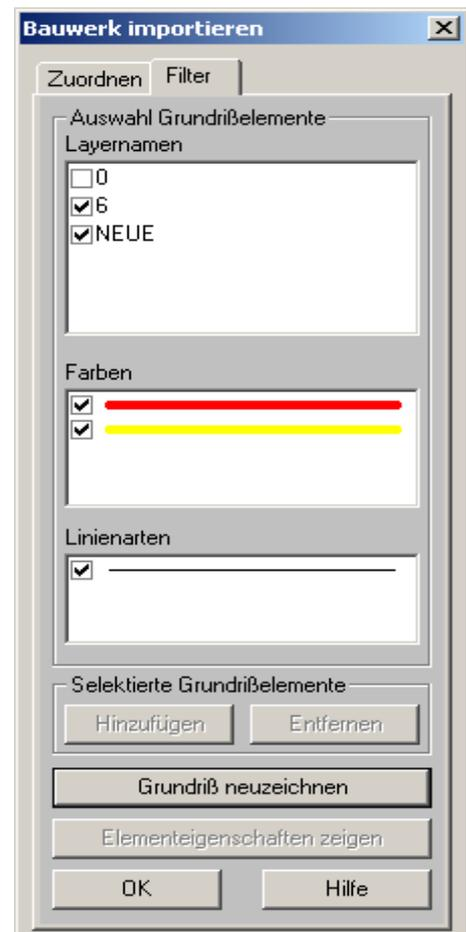 Bauwerk importieren
Zuordnen Filter
Auswahl Grundrißelemente
Layernamen
0
6
NEUE
Farben
Linienarten
Selektierte Grundrißelemente
Hinzufügen Entfernen
Grundriß neuzeichnen
Elementeigenschaften zeigen
OK Hilfe